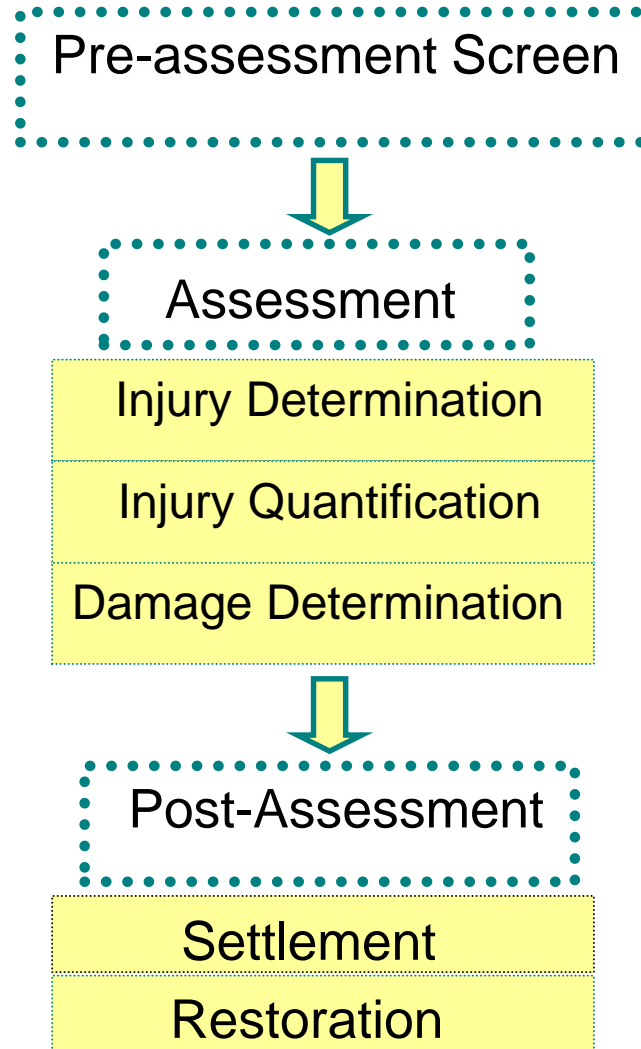 Pre-assessment Screen
Assessment
Injury Determination
Injury Quantification
Damage Determination
Post-Assessment
Settlement
Restoration